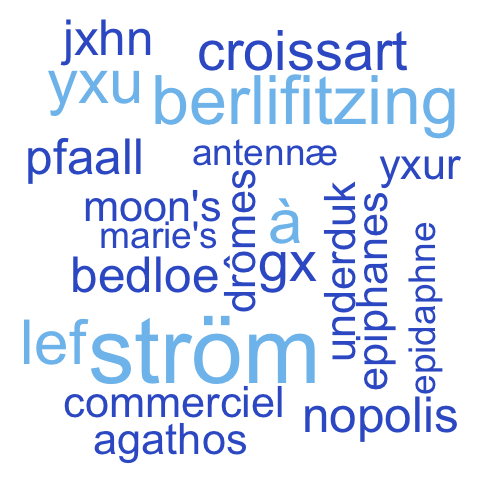 jxhn
croissart
yxu
berlifitzing
pfaall
antennæ
yxur
moon's
marie's
drômes
à
underduk
epiphanes
epidaphne
bedloe
gx
lef
ström
commerciel
nopolis
agathos